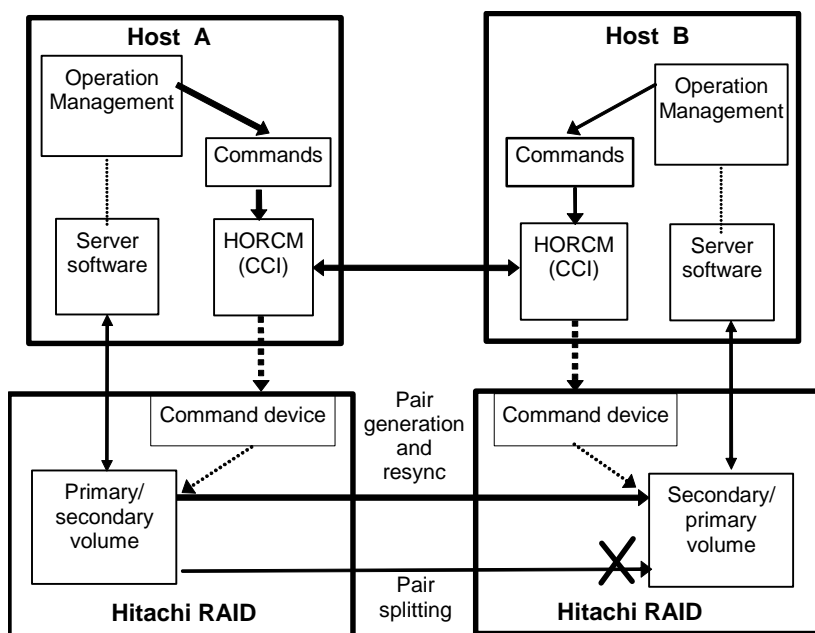 Host A
Operation
Management
Commands
Server
software
HORCM
(CCI)
Host B
Operation
Management
Commands
HORCM
(CCI)
Server
software
Command device
Primary/
secondary
volume
Hitachi RAID
Pair
generation
and
resync
Pair
splitting
Command device
Secondary/
primary
volume
Hitachi RAID